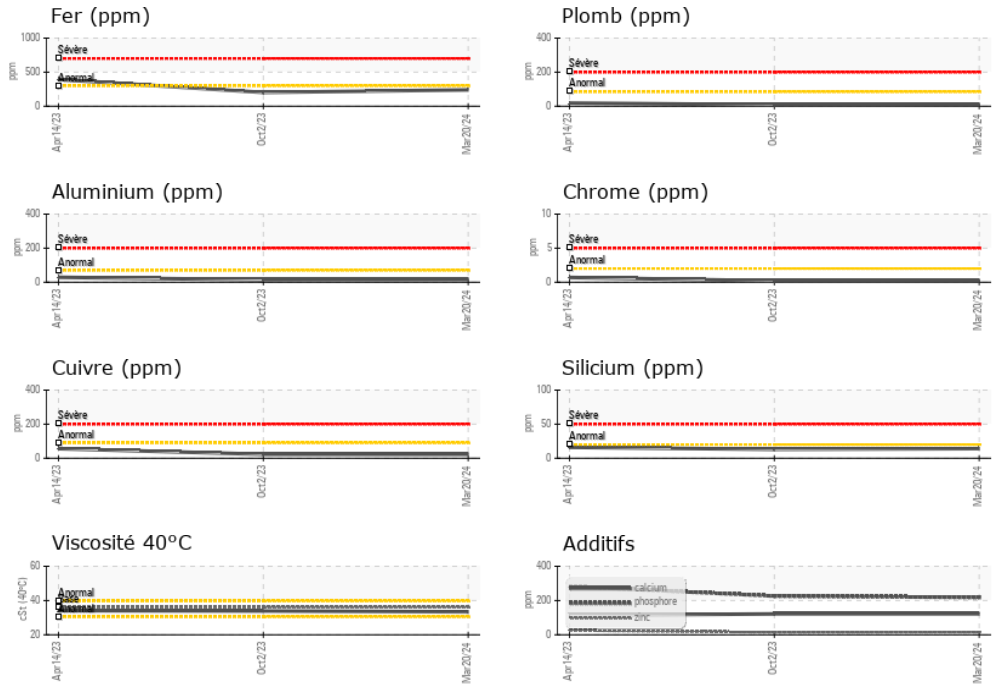 Fer (ppm)
1000
Sévère
ppm
500
Anormal
0
Apr14/23
Oct2/23
Mar20/24
Plomb (ppm)
400
Sévère
ppm
200
Anormal
0
Apr14/23
Oct2/23
Mar20/24
Aluminium (ppm)
400
Sévère
ppm
200
Anormal
0
Apr14/23
Oct2/23
Mar20/24
Chrome (ppm)
10
Sévère
ppm
5
Anormal
0
Apr14/23
Oct2/23
Mar20/24
Cuivre (ppm)
400
Sévère
ppm
200
Anormal
0
Apr14/23
Oct2/23
Mar20/24
Silicium (ppm)
100
Sévère
ppm
50
Anormal
0
Apr14/23
Oct2/23
Mar20/24
Viscosité 40°C
60
Anormal
cSt (40°C)
40
Base
Anormal
20
Apr14/23
Oct2/23
Mar20/24
Additifs
400
calcium
ppm
200
phosphore
zinc
0
Apr14/23
Oct2/23
Mar20/24